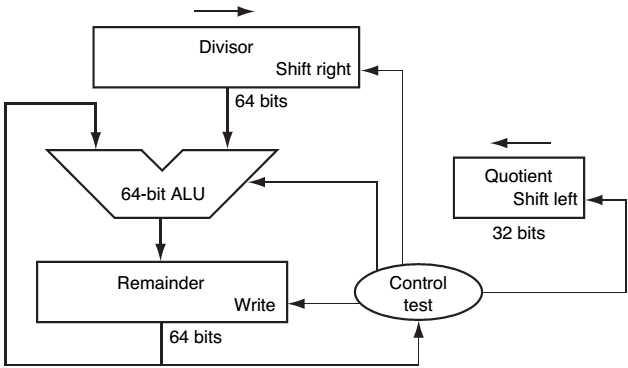 Divisor
Shift right
64 bits
64-bit ALU
Quotient
Shift left
32 bits
Remainder
Write
Control
test
64 bits